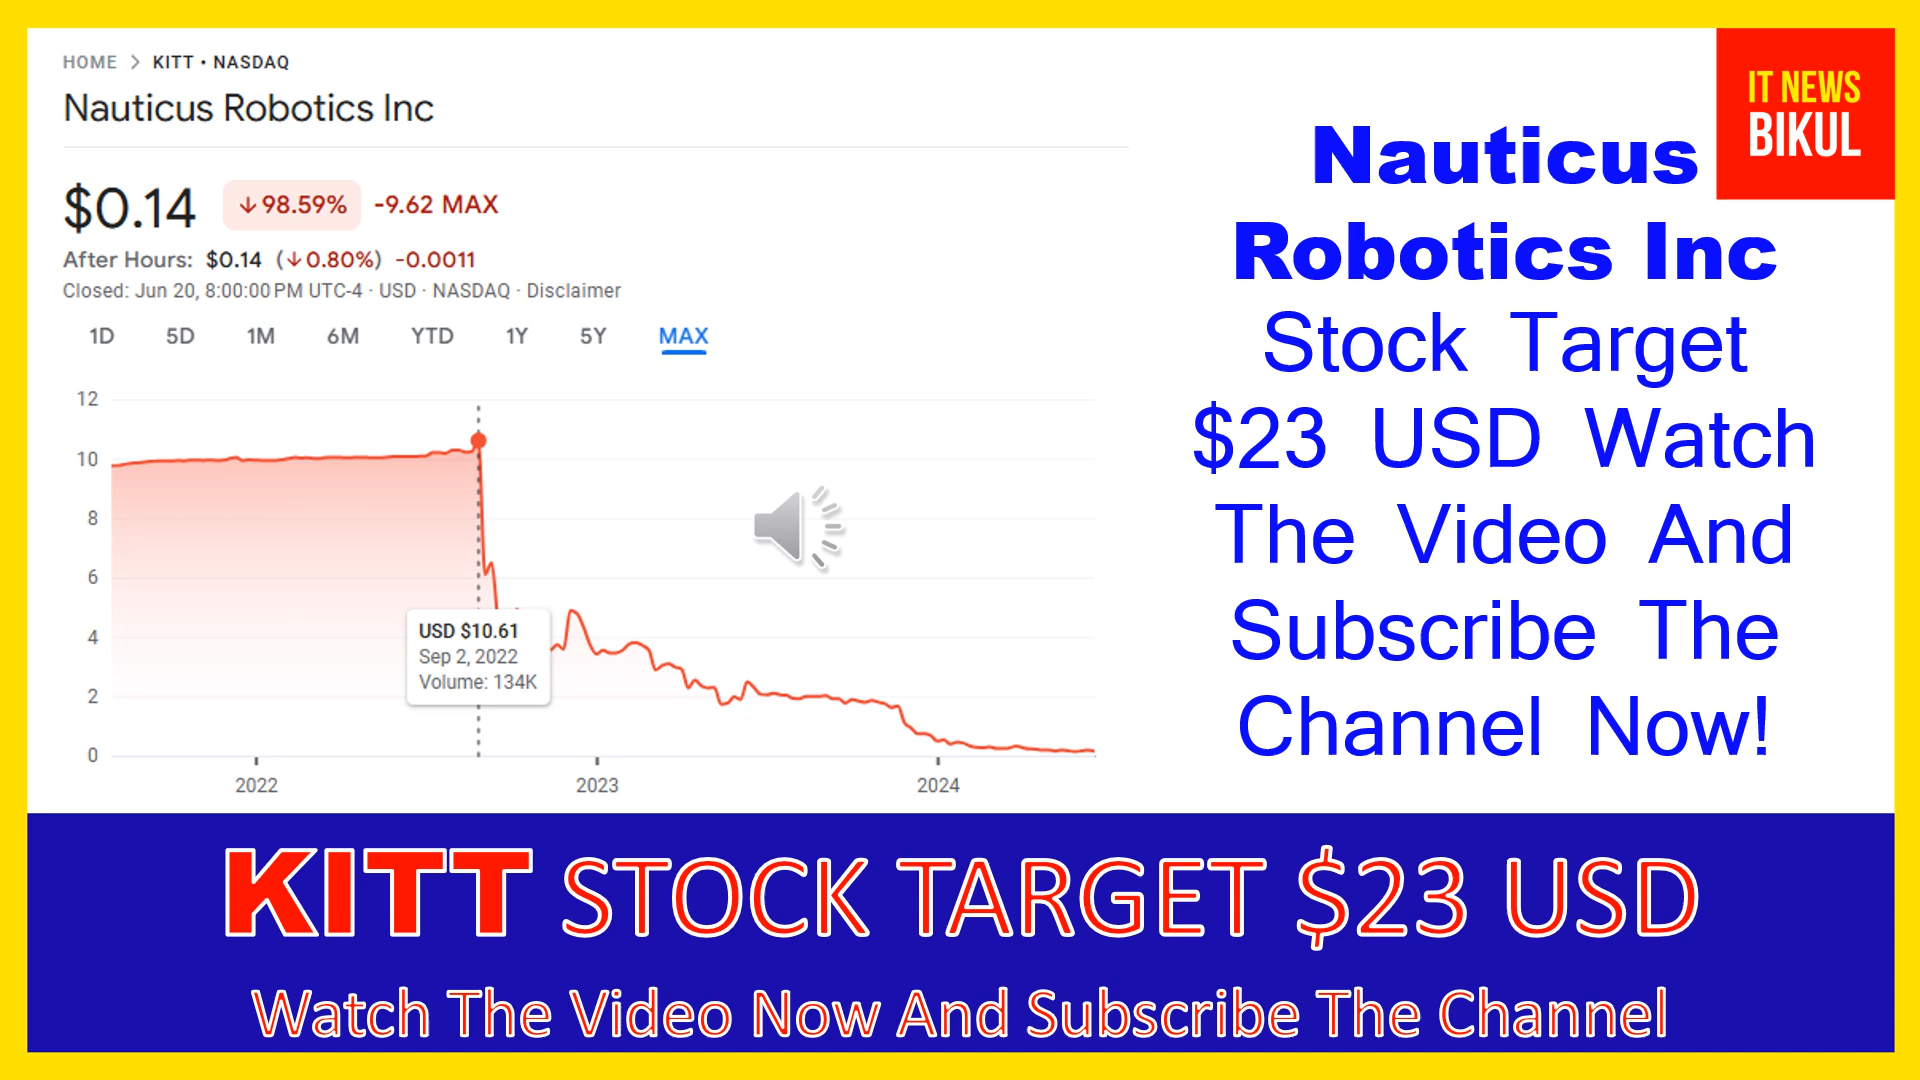 HOME > KITT • NASDAQ
Nauticus Robotics Inc
$0.14 ↓98.59% -9.62 MAX
After Hours: $0.14 (↓0.80%) -0.0011
Closed: Jun 20, 8:00:00 PM UTC-4 · USD · NASDAQ · Disclaimer
1D 5D 1M 6M YTD 1Y 5Y MAX
12
10
8
6
4
2
0
USD $10.61
Sep 2, 2022
Volume: 134K
2022 2023 2024
IT NEWS
BIKUL
Nauticus
Robotics Inc
Stock Target
$23 USD Watch
The Video And
Subscribe The
Channel Now!
KITT STOCK TARGET $23 USD
Watch The Video Now And Subscribe The Channel